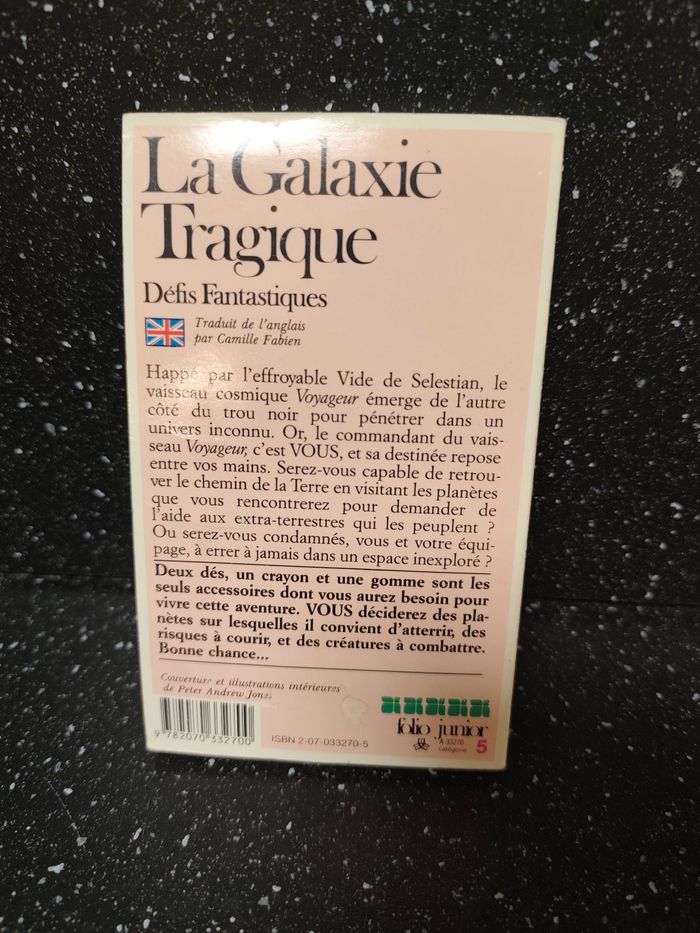 La Galaxie
Tragique
Défis Fantastiques
Traduit de l'anglais
par Camille Fabien
Happé par l'effroyable Vide de Selestian, le
vaisseau cosmique Voyageur émerge de l'autre
côté du trou noir pour pénétrer dans un
univers inconnu. Or, le commandant du vais-
seau Voyageur, c'est VOUS, et sa destinée repose
entre vos mains. Serez-vous capable de retrou-
ver le chemin de la Terre en visitant les planètes
que vous rencontrerez pour demander de
l'aide aux extra-terrestres qui les peuplent ?
Ou serez-vous condamnés, vous et votre équi-
page, à errer à jamais dans un espace inexploré ?
Deux dés, un crayon et une gomme sont les
seuls accessoires dont vous aurez besoin pour
vivre cette aventure. VOUS déciderez des pla-
nètes sur lesquelles il convient d'atterrir, des
risques à courir, et des créatures à combattre.
Bonne chance...
Couverture et illustrations intérieures
de Peter Andrew Jones
9 782070 332700
ISBN 2-07-033270-5
folio junior
A 33270
catégorie 5